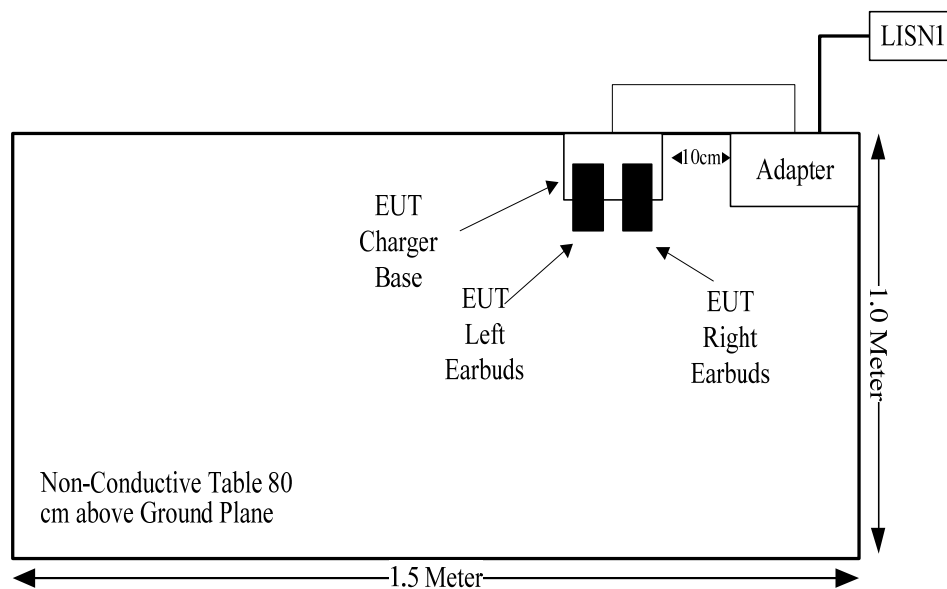 LISN1
10cm
Adapter
EUT
Charger
Base
EUT
Left
Earbuds
EUT
Right
Earbuds
1.0 Meter
Non-Conductive Table 80
cm above Ground Plane
1.5 Meter